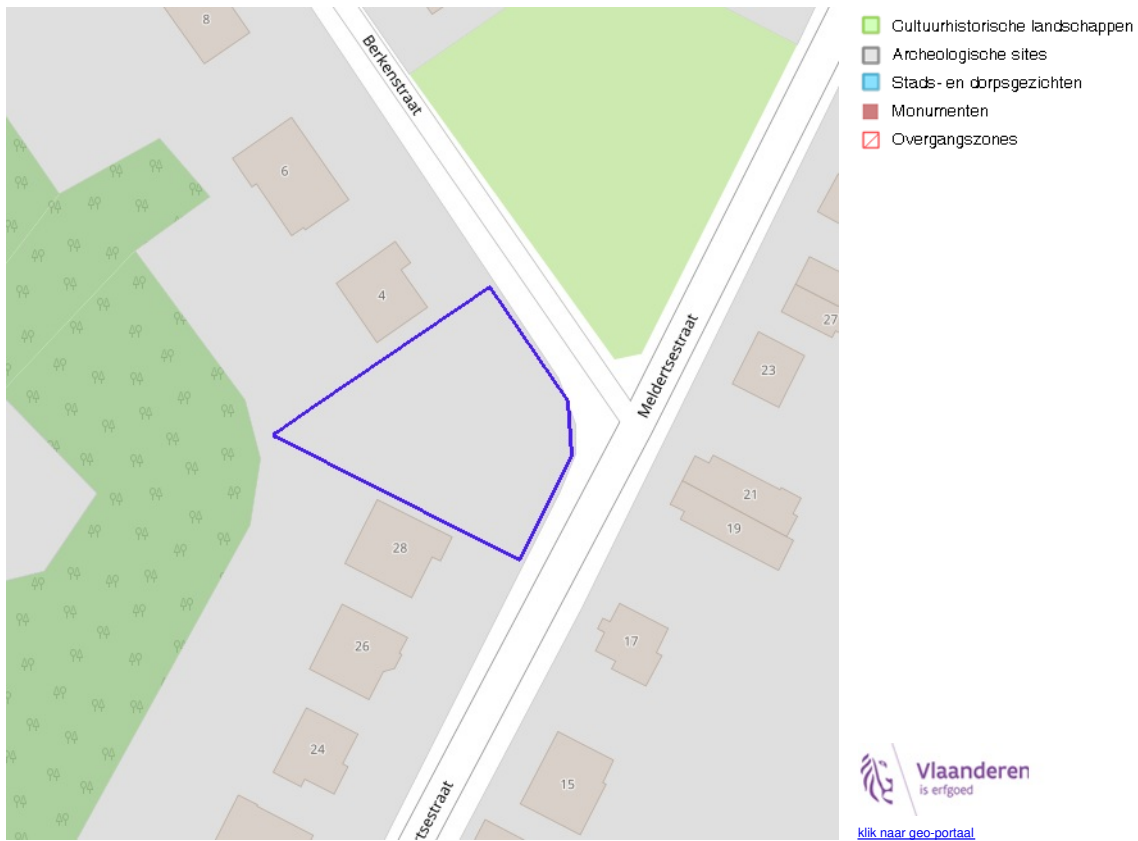 8
Berkenstraat
6
4
27
Meldertsestraat
23
21
19
28
17
26
24
15
rtsestraat
Cultuurhistorische landschappen
Archeologische sites
Stads- en dorpsgezichten
Monumenten
Overgangszones
Vlaanderen
is erfgoed
klik naar geo-portaal